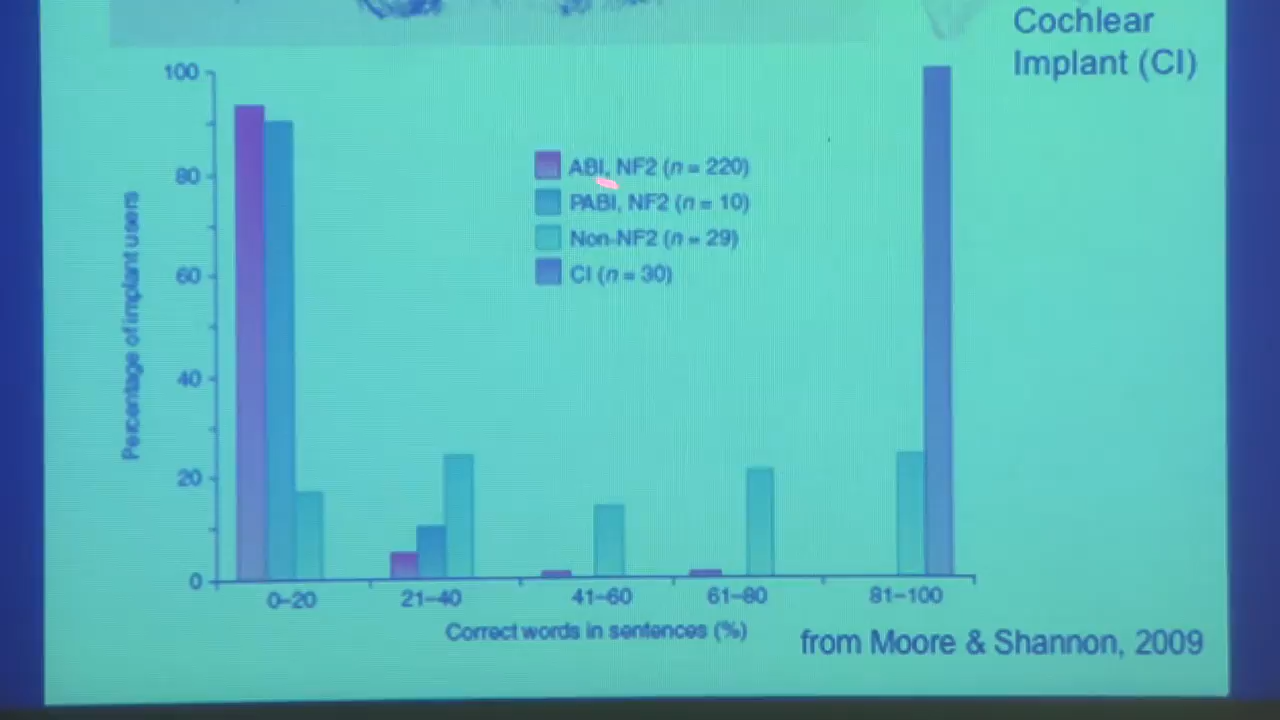 Cochlear
Implant (CI)
100
80
60
40
20
0
Percentage of implant users
ABI, NF2 (n = 220)
PABI, NF2 (n = 10)
Non-NF2 (n = 29)
CI (n = 30)
0–20
21–40
41–60
61–80
81–100
Correct words in sentences (%)
from Moore & Shannon, 2009